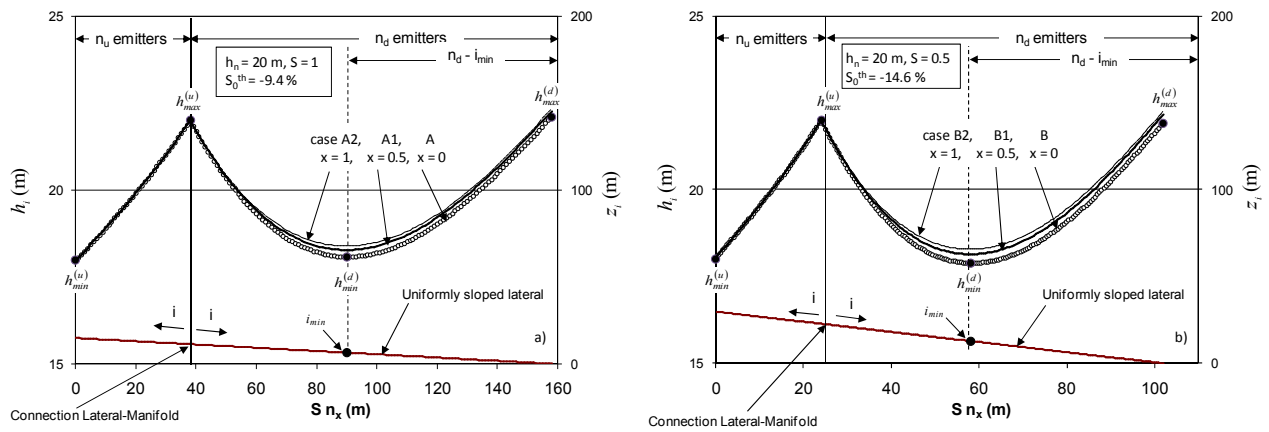 25
200
n_u emitters
n_d emitters
h_n = 20 m, S = 1
S_0^th = -9.4 %
n_d - i_min
h_max^(u)
h_max^(d)
case A2, A1, A
x = 1, x = 0.5, x = 0
h_i (m)
20
100
z_i (m)
h_min^(u)
h_min^(d)
Uniformly sloped lateral
i i
i_min
a)
15
0
0 20 40 60 80 100 120 140 160
Connection Lateral-Manifold
S n_x (m)
25
200
n_u emitters
n_d emitters
h_n = 20 m, S = 0.5
S_0^th = -14.6 %
n_d - i_min
h_max^(u)
h_max^(d)
case B2, B1, B
x = 1, x = 0.5, x = 0
h_i (m)
20
100
z_i (m)
h_min^(u)
h_min^(d)
Uniformly sloped lateral
i i
i_min
b)
15
0
0 20 40 60 80 100
Connection Lateral-Manifold
S n_x (m)